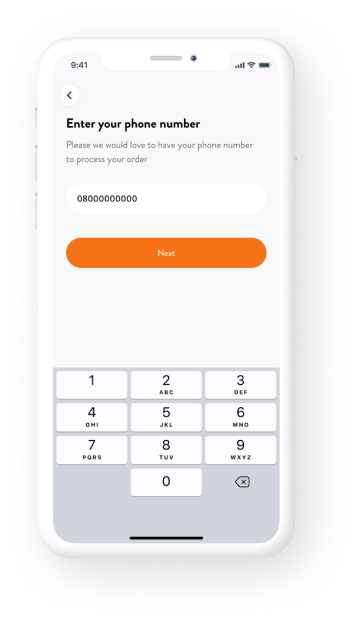 9:41
Enter your phone number
Please we would love to have your phone number
to process your order
08000000000
Next
1 2 3
ABC DEF
4 5 6
GHI JKL MNO
7 8 9
PQRS TUV WXYZ
0